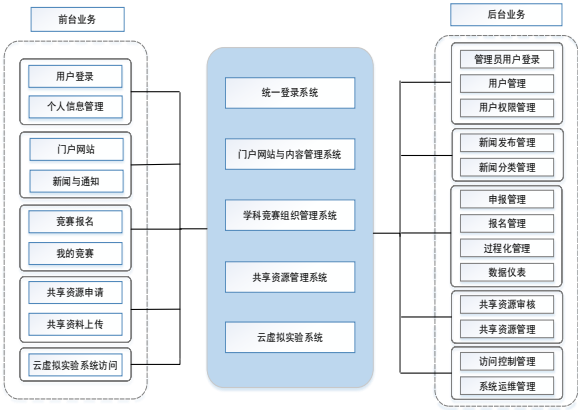 前台业务
用户登录
个人信息管理
门户网站
新闻与通知
竞赛报名
我的竞赛
共享资源申请
共享资料上传
云虚拟实验系统访问
统一登录系统
门户网站与内容管理系统
学科竞赛组织管理系统
共享资源管理系统
云虚拟实验系统
后台业务
管理员用户登录
用户管理
用户权限管理
新闻发布管理
新闻分类管理
申报管理
报名管理
过程化管理
数据仪表
共享资源审核
共享资源管理
访问控制管理
系统运维管理